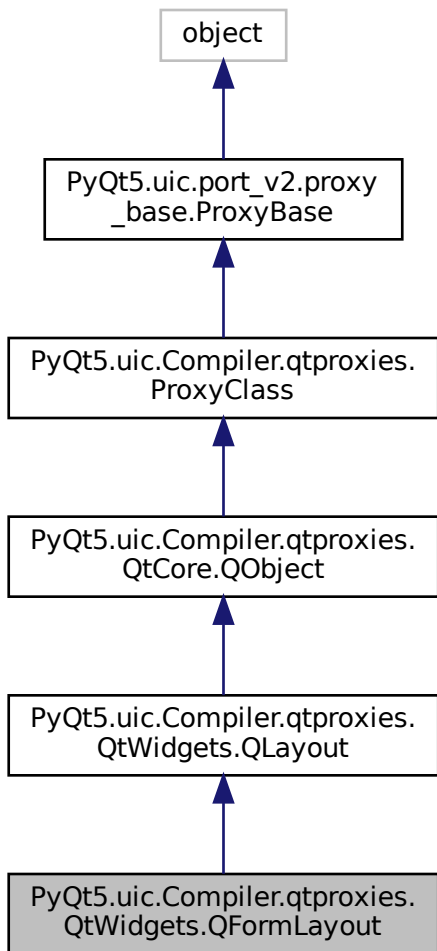 object
PyQt5.uic.port_v2.proxy
_base.ProxyBase
PyQt5.uic.Compiler.qtproxies.
ProxyClass
PyQt5.uic.Compiler.qtproxies.
QtCore.QObject
PyQt5.uic.Compiler.qtproxies.
QtWidgets.QLayout
PyQt5.uic.Compiler.qtproxies.
QtWidgets.QFormLayout